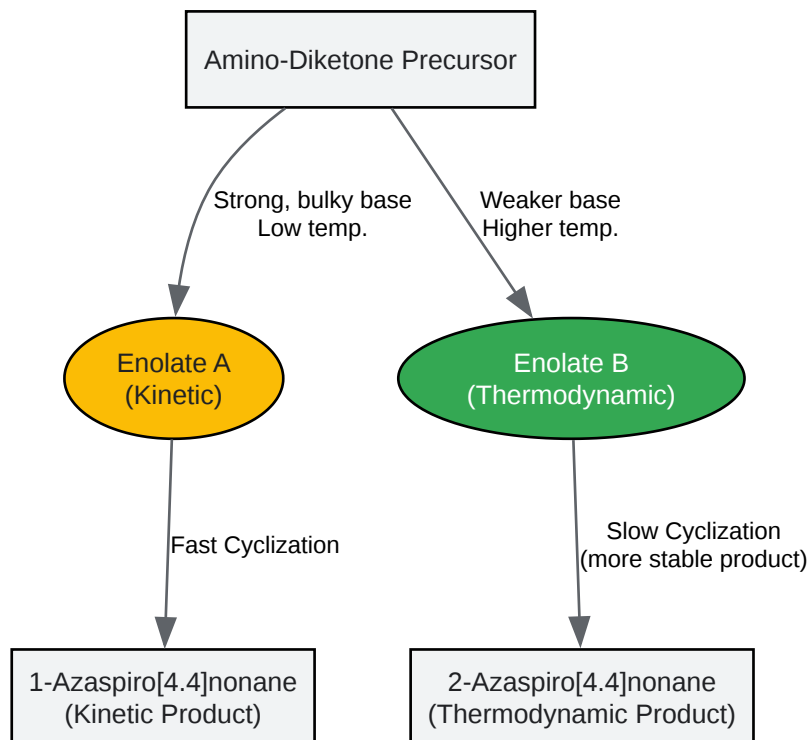 Amino-Diketone Precursor
Strong, bulky base
Low temp.
Weaker base
Higher temp.
Enolate A
(Kinetic)
Enolate B
(Thermodynamic)
Fast Cyclization
Slow Cyclization
(more stable product)
1-Azaspiro[4.4]nonane
(Kinetic Product)
2-Azaspiro[4.4]nonane
(Thermodynamic Product)